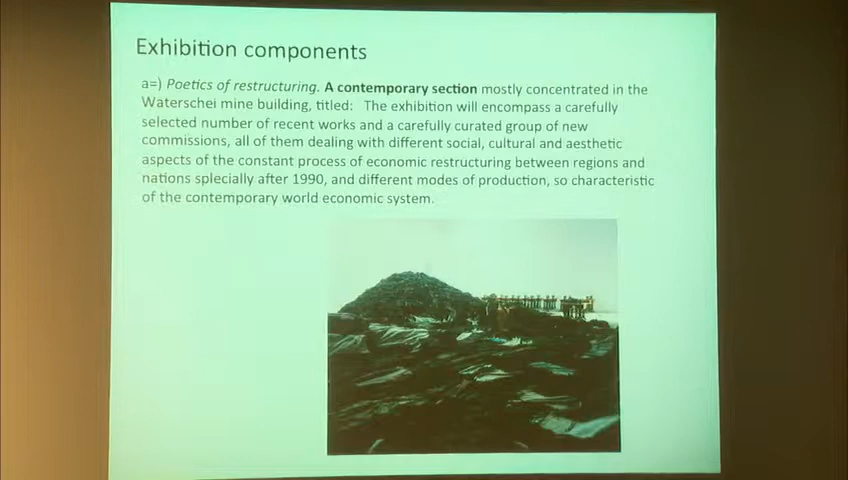 Exhibition components
a=) Poetics of restructuring. A contemporary section mostly concentrated in the
Waterschei mine building, titled: The exhibition will encompass a carefully
selected number of recent works and a carefully curated group of new
commissions, all of them dealing with different social, cultural and aesthetic
aspects of the constant process of economic restructuring between regions and
nations splecially after 1990, and different modes of production, so characteristic
of the contemporary world economic system.